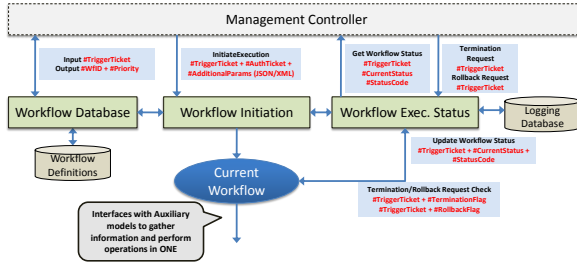 Management Controller
Input #TriggerTicket
Output #WfID + #Priority
InitiateExecution
#TriggerTicket + #AuthTicket +
#AdditionalParams (JSON/XML)
Get Workflow Status
#TriggerTicket
#CurrentStatus
#StatusCode
Termination
Request
#TriggerTicket
Rollback Request
#TriggerTicket
Workflow Database
Workflow Initiation
Workflow Exec. Status
Logging
Database
Workflow
Definitions
Update Workflow Status
#TriggerTicket + #CurrentStatus +
#StatusCode
Current
Workflow
Termination/Rollback Request Check
#TriggerTicket + #TerminationFlag
#TriggerTicket + #RollbackFlag
Interfaces with Auxiliary
models to gather
information and perform
operations in ONE